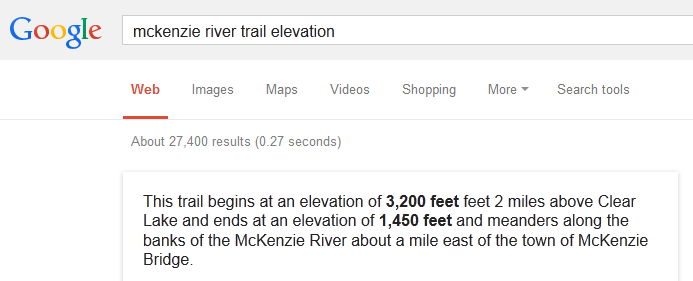 Google
mckenzie river trail elevation
Web Images Maps Videos Shopping More Search tools
About 27,400 results (0.27 seconds)
This trail begins at an elevation of 3,200 feet feet 2 miles above Clear
Lake and ends at an elevation of 1,450 feet and meanders along the
banks of the McKenzie River about a mile east of the town of McKenzie
Bridge.